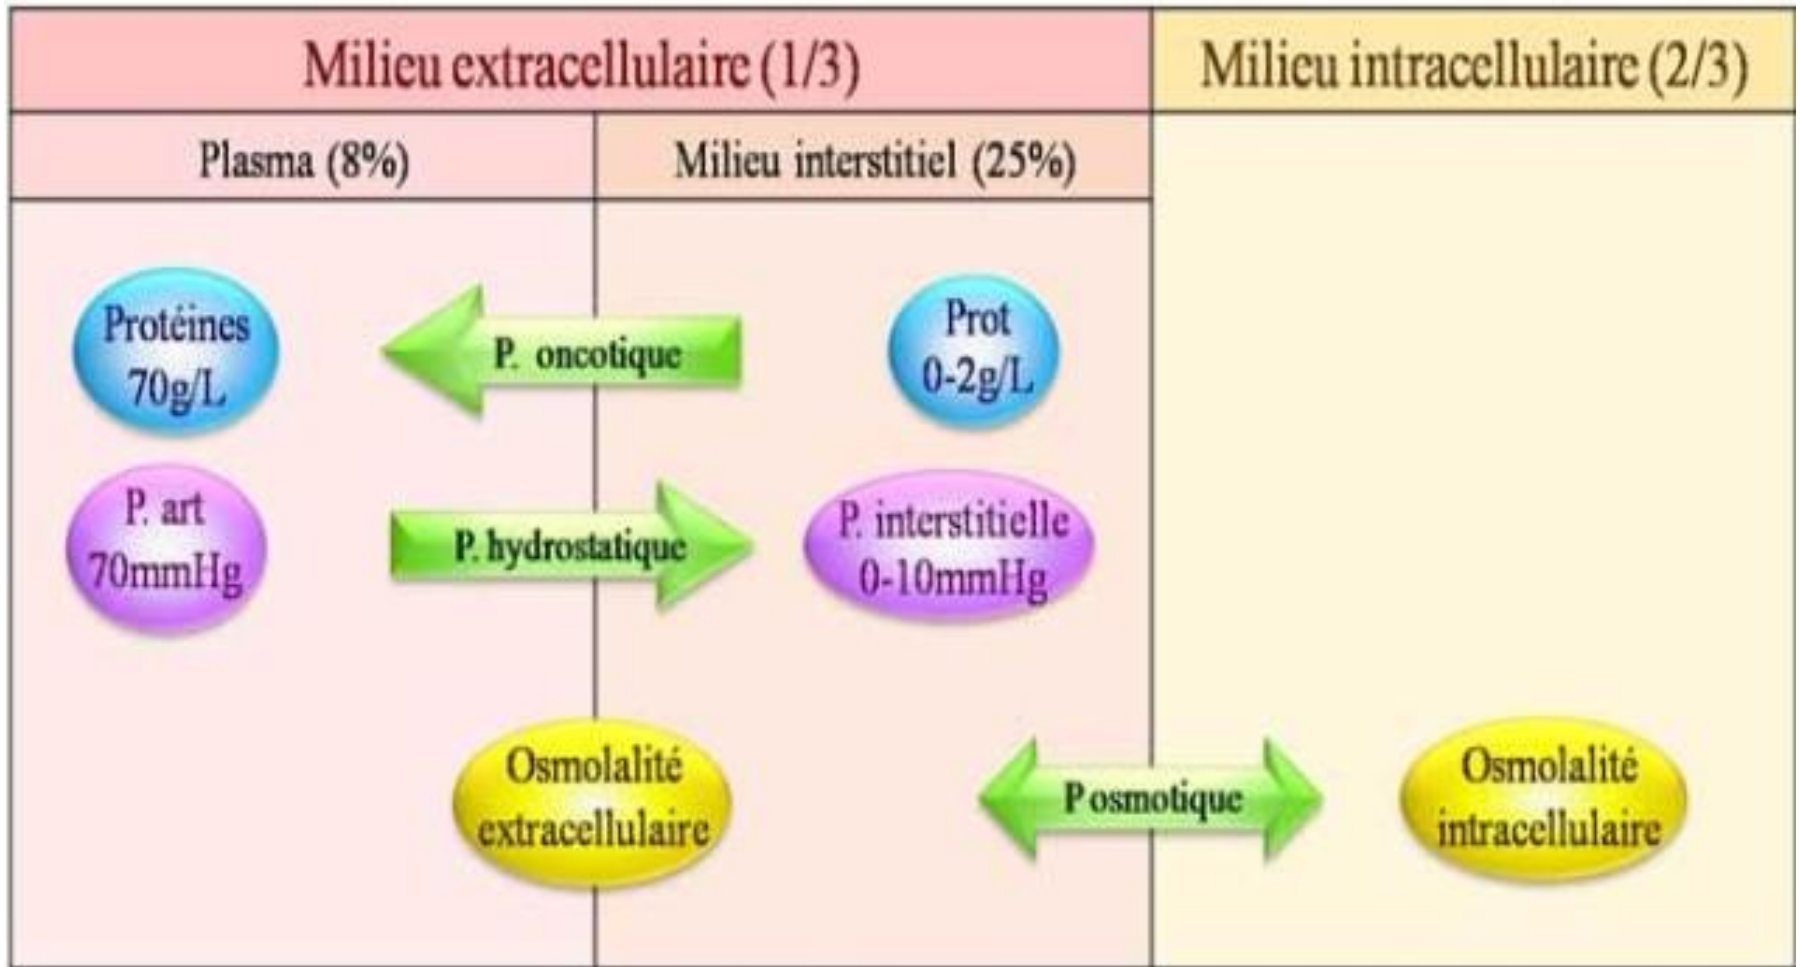 Milieu extracellulaire (1/3)
Milieu intracellulaire (2/3)
Plasma (8%)
Milieu interstitiel (25%)
Protéines
70g/L
P. oncotique
Prot
0-2g/L
P. art
70mmHg
P. hydrostatique
P. interstitielle
0-10mmHg
Osmolalité
extracellulaire
P osmotique
Osmolalité
intracellulaire